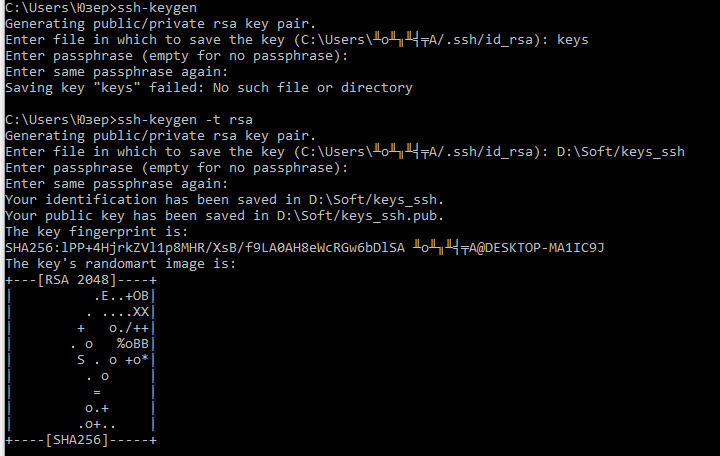 C:\Users\Юзер>ssh-keygen
Generating public/private rsa key pair.
Enter file in which to save the key (C:\Users\╨о╨╖╨╡╤А/.ssh/id_rsa): keys
Enter passphrase (empty for no passphrase):
Enter same passphrase again:
Saving key "keys" failed: No such file or directory
C:\Users\Юзер>ssh-keygen -t rsa
Generating public/private rsa key pair.
Enter file in which to save the key (C:\Users\╨о╨╖╨╡╤А/.ssh/id_rsa): D:\Soft/keys_ssh
Enter passphrase (empty for no passphrase):
Enter same passphrase again:
Your identification has been saved in D:\Soft/keys_ssh.
Your public key has been saved in D:\Soft/keys_ssh.pub.
The key fingerprint is:
SHA256:lPP+4HjrkZVl1p8MHR/XsB/f9LA0AH8eWcRGw6bDlSA ╨о╨╖╨╡╤А@DESKTOP-MA1IC9J
The key's randomart image is:
+---[RSA 2048]----+
|          .E..+OB|
|         . ....XX|
|        +   o./++|
|       . o   %oBB|
|        S . o +o*|
|         . o     |
|          =      |
|         o.+     |
|        .o+..    |
+----[SHA256]-----+